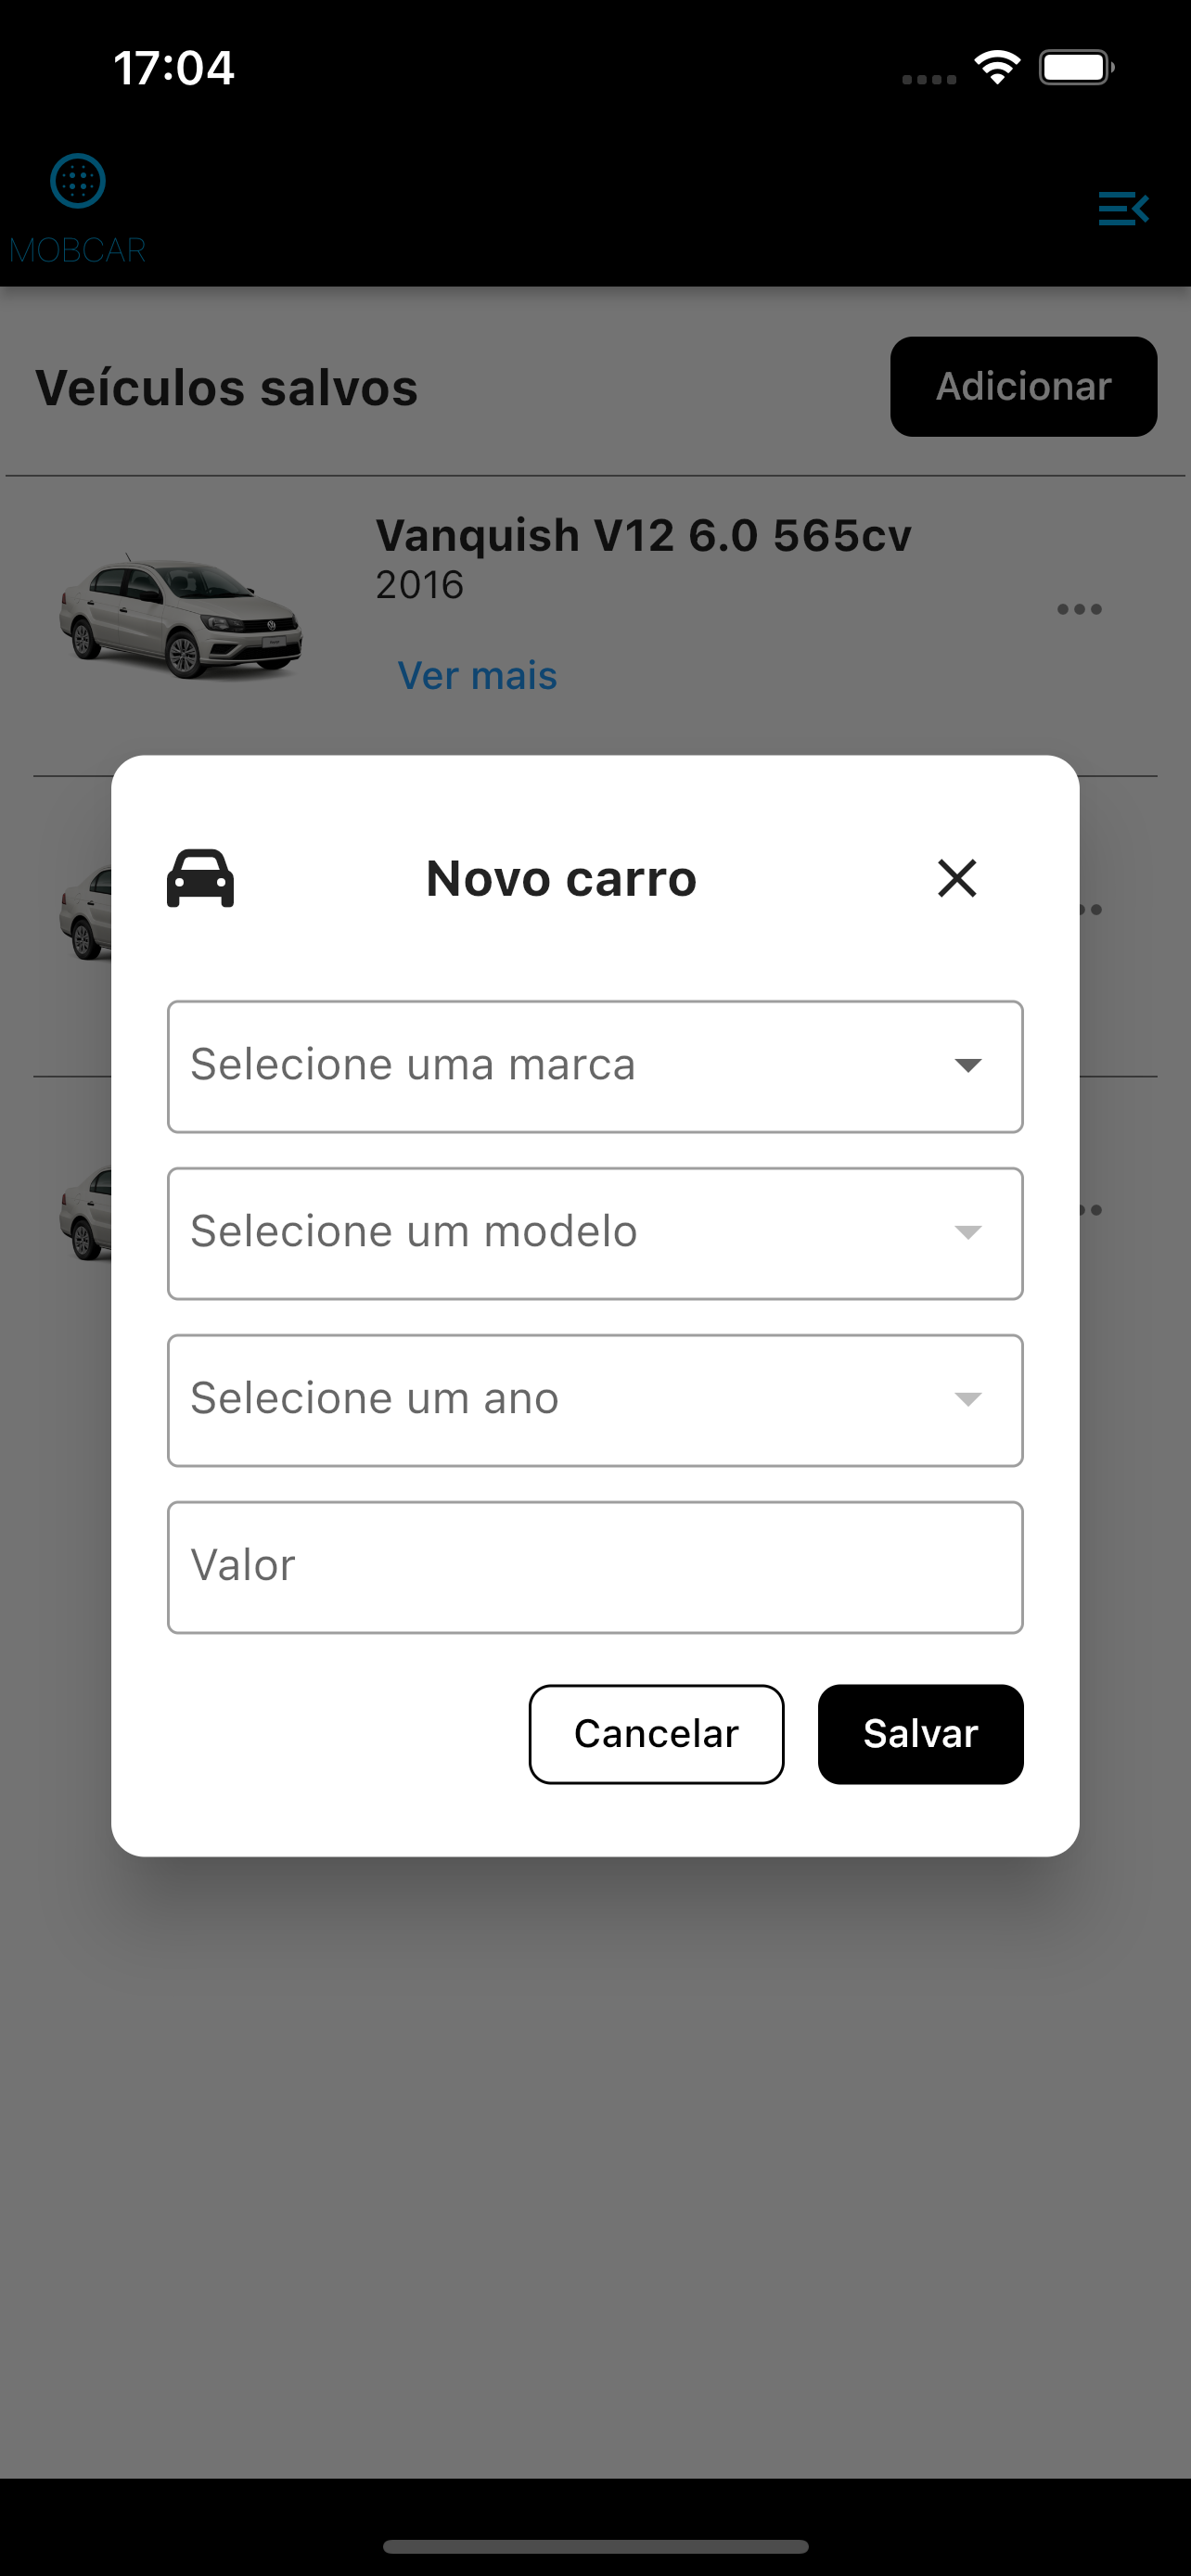 17:04
MOBCAR
Veículos salvos
Adicionar
Vanquish V12 6.0 565cv
2016
Ver mais
Novo carro
Selecione uma marca
Selecione um modelo
Selecione um ano
Valor
Cancelar
Salvar